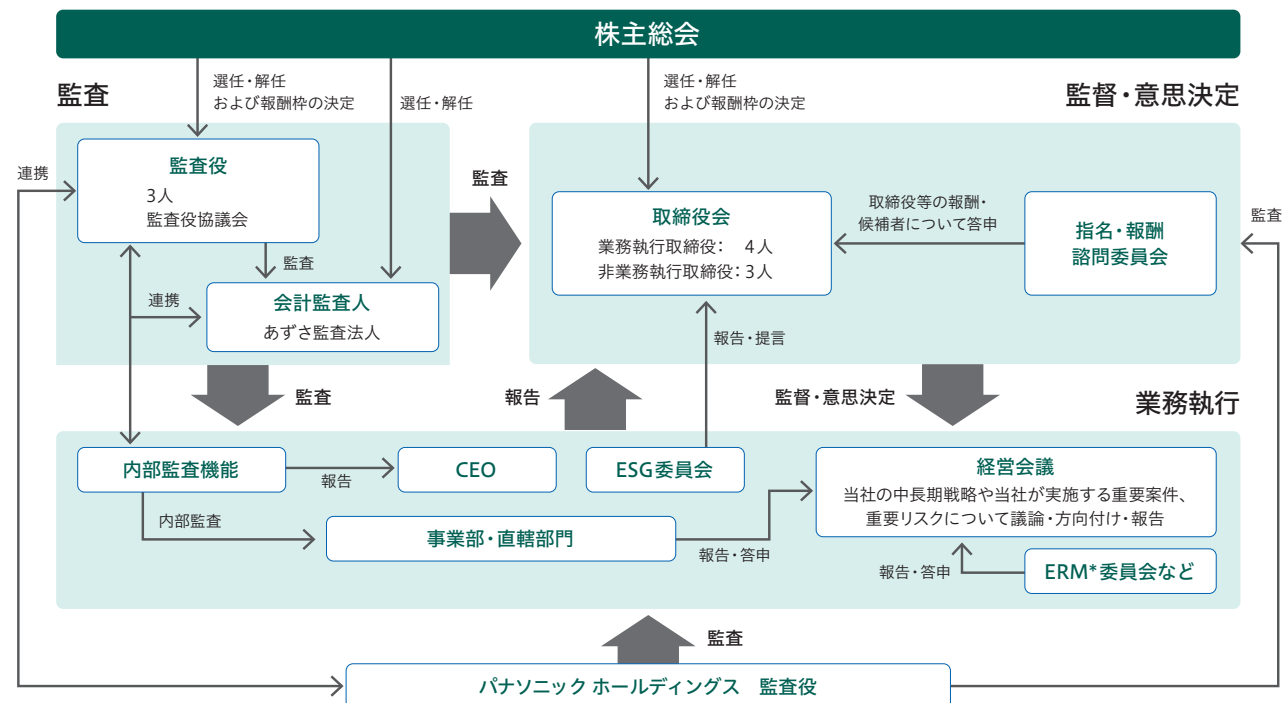 株主総会
監査
選任・解任
および報酬枠の決定
選任・解任
選任・解任
および報酬枠の決定
監督・意思決定
連携
監査役
3人
監査役協議会
監査
連携
会計監査人
あずさ監査法人
監査
取締役会
業務執行取締役： 4人
非業務執行取締役：3人
取締役等の報酬・
候補者について答申
指名・報酬
諮問委員会
監査
報告・提言
監査
報告
監督・意思決定
業務執行
内部監査機能
報告
CEO
ESG委員会
経営会議
当社の中長期戦略や当社が実施する重要案件、
重要リスクについて議論・方向付け・報告
内部監査
事業部・直轄部門
報告・答申
報告・答申
ERM*委員会など
監査
パナソニック ホールディングス　監査役